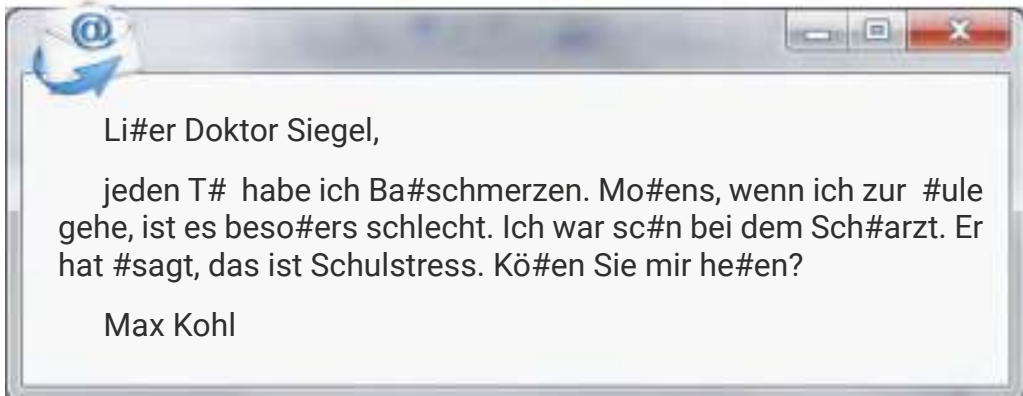 Li#er Doktor Siegel,
jeden T# habe ich Ba#schmerzen. Mo#ens, wenn ich zur #ule
gehe, ist es beso#ers schlecht. Ich war sc#n bei dem Sch#arzt. Er
hat #sagt, das ist Schulstress. Kö#en Sie mir he#en?
Max Kohl